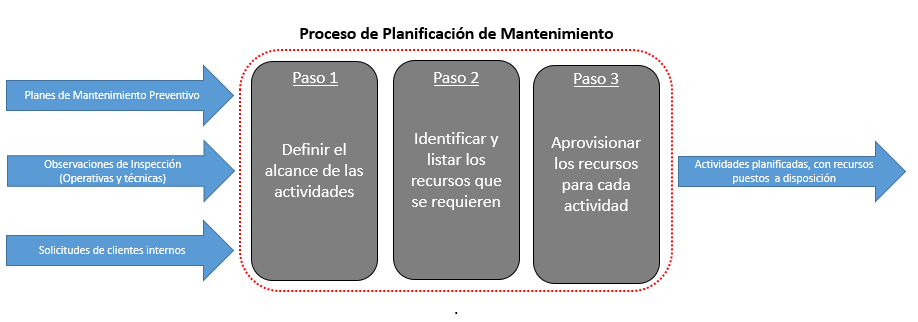 Proceso de Planificación de Mantenimiento
Planes de Mantenimiento Preventivo
Observaciones de Inspección
(Operativas y técnicas)
Solicitudes de clientes internos
Paso 1
Definir el
alcance de las
actividades
Paso 2
Identificar y
listar los
recursos que
se requieren
Paso 3
Aprovisionar
los recursos
para cada
actividad
Actividades planificadas, con recursos
puestos a disposición
.